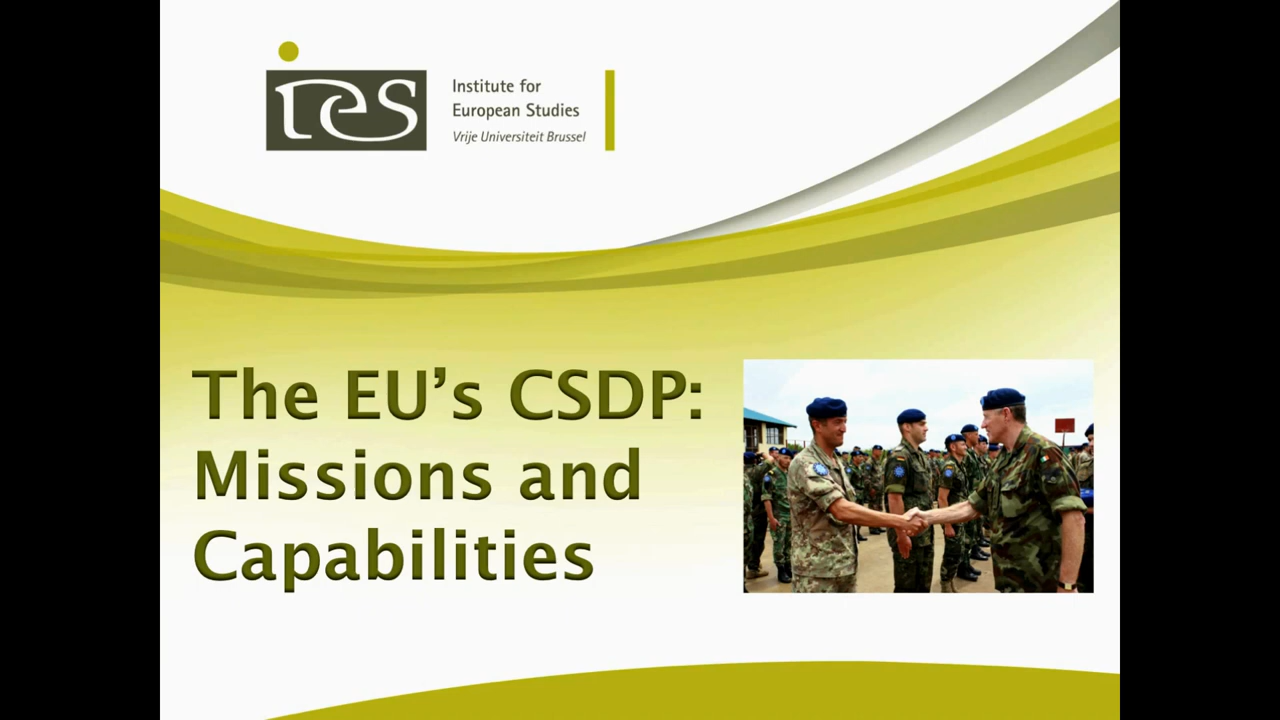 ies
Institute for
European Studies
Vrije Universiteit Brussel
The EU’s CSDP:
Missions and
Capabilities